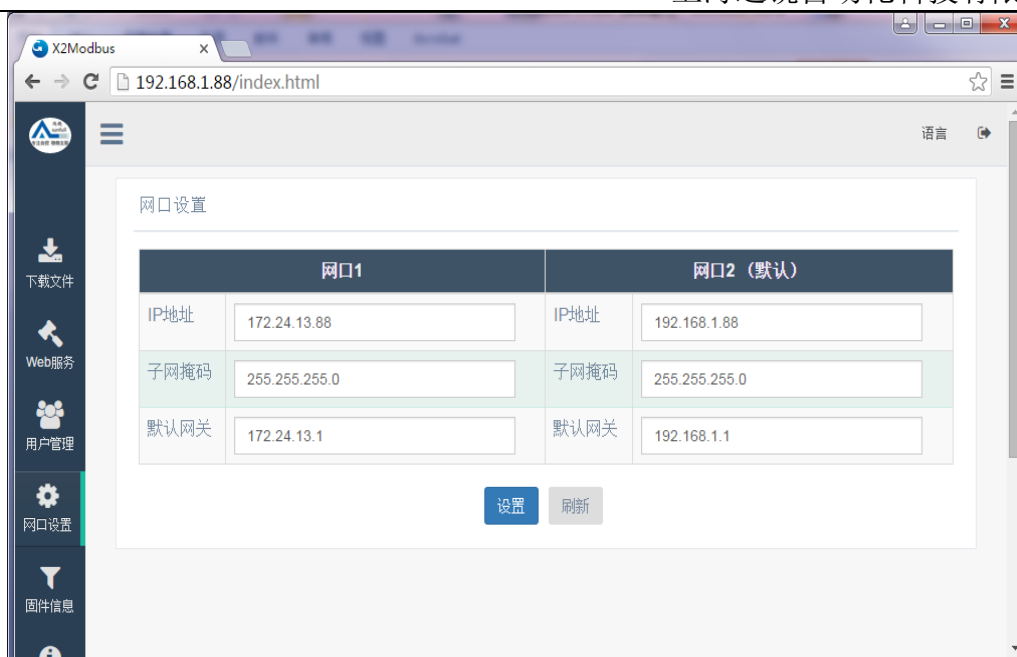 X2Modbus
192.168.1.88/index.html
语言
网口设置
下载文件
Web服务
用户管理
网口设置
固件信息
网口1
网口2（默认）
IP地址
172.24.13.88
IP地址
192.168.1.88
子网掩码
255.255.255.0
子网掩码
255.255.255.0
默认网关
172.24.13.1
默认网关
192.168.1.1
设置
刷新